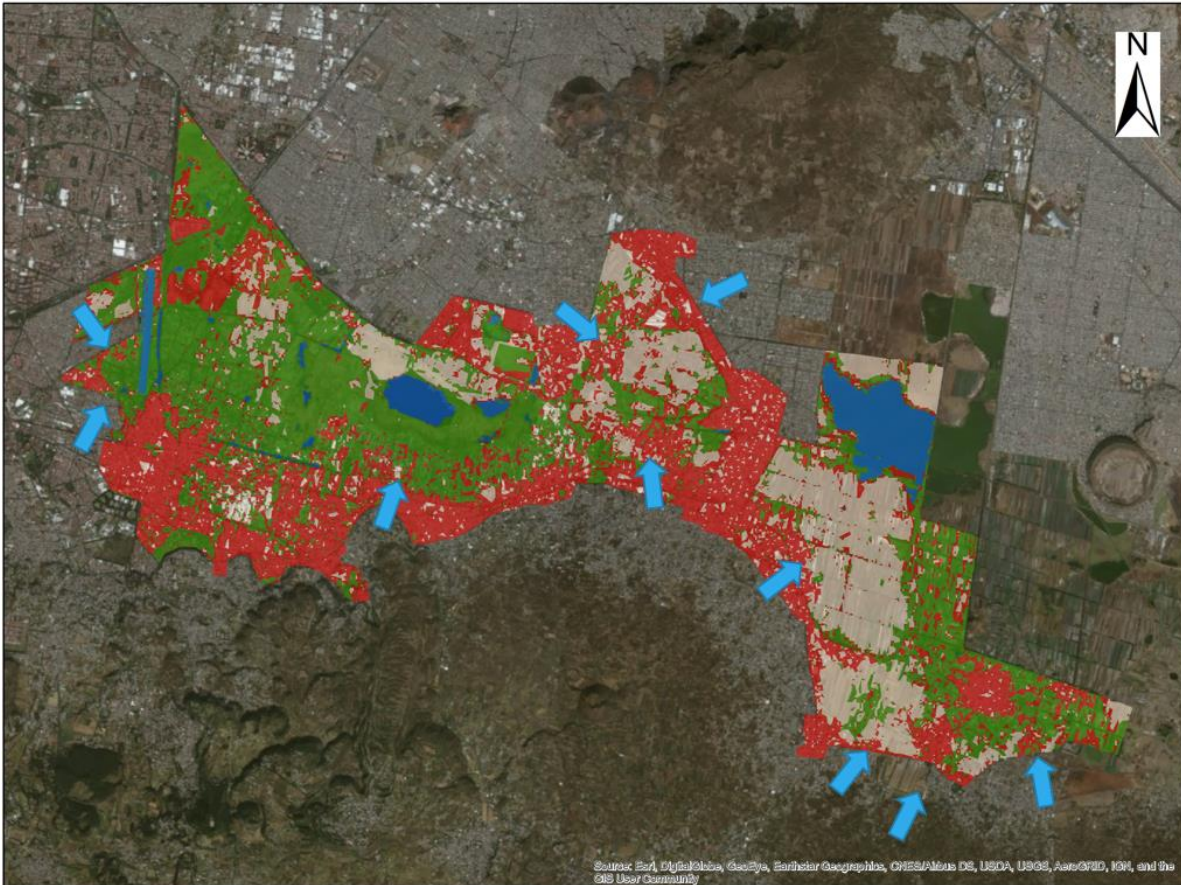 N
Source: Esri, DigitalGlobe, GeoEye, Earthstar Geographics, CNES/Airbus DS, USDA, USGS, AeroGRID, IGN, and the
GIS User Community